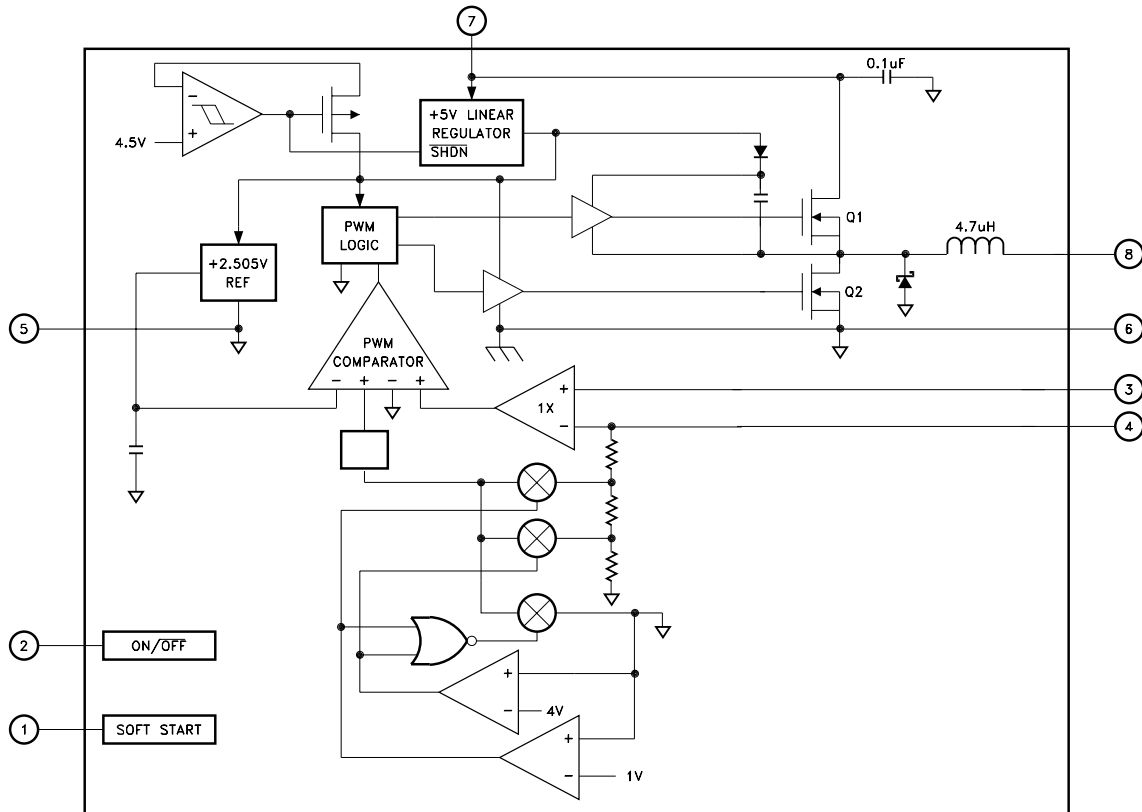 7
0.1uF
+5V LINEAR
REGULATOR
SHDN
−
+
4.5V
PWM
LOGIC
Q1
4.7uH
8
+2.505V
REF
Q2
5
6
PWM
COMPARATOR
− + − +
+
1X
−
3
4
2
ON/OFF
+
−
4V
1
SOFT START
+
−
1V